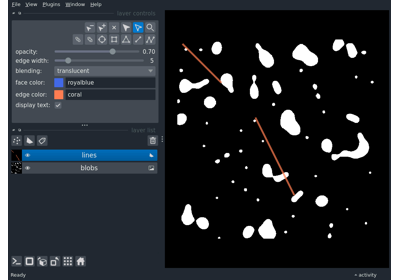 File View Plugins Window Help
layer controls
opacity: 0.70
edge width: 5
blending: translucent
face color: royalblue
edge color: coral
display text:
layer list
lines
blobs
Ready
activity